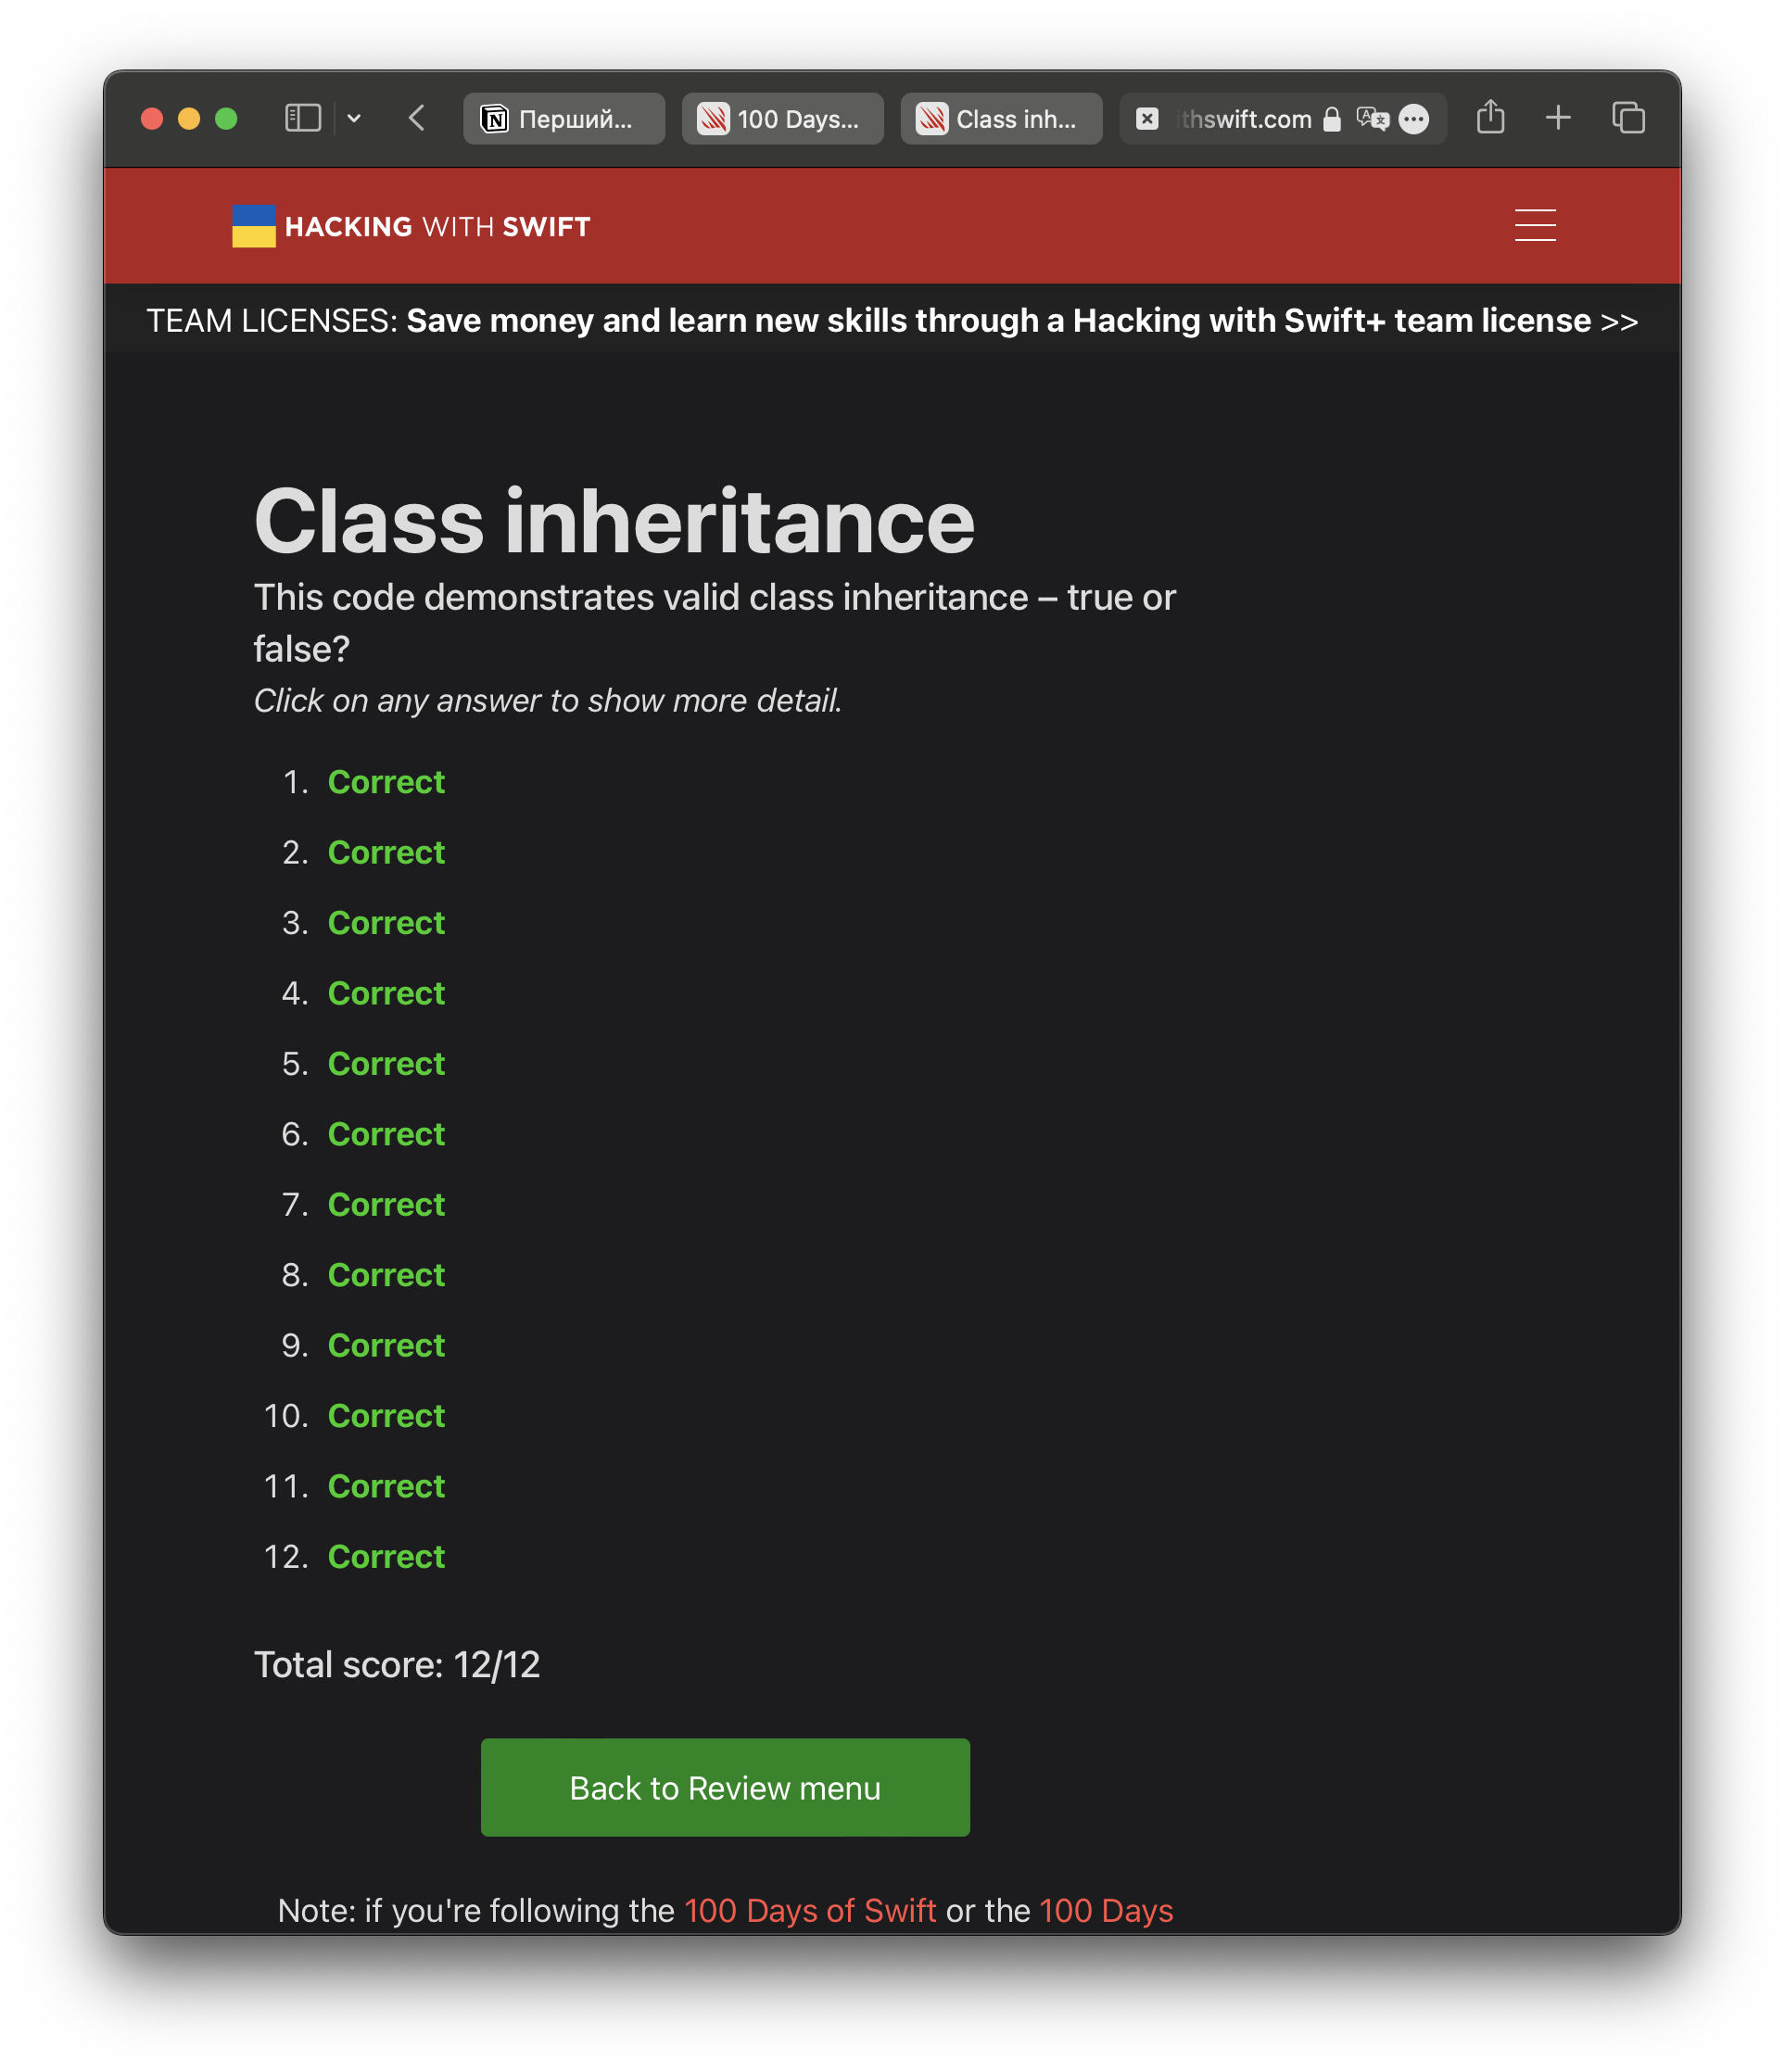 Перший...
100 Days...
Class inh...
thswift.com
HACKING WITH SWIFT
TEAM LICENSES: Save money and learn new skills through a Hacking with Swift+ team license >>
Class inheritance
This code demonstrates valid class inheritance – true or
false?
Click on any answer to show more detail.
1. Correct
2. Correct
3. Correct
4. Correct
5. Correct
6. Correct
7. Correct
8. Correct
9. Correct
10. Correct
11. Correct
12. Correct
Total score: 12/12
Back to Review menu
Note: if you're following the 100 Days of Swift or the 100 Days